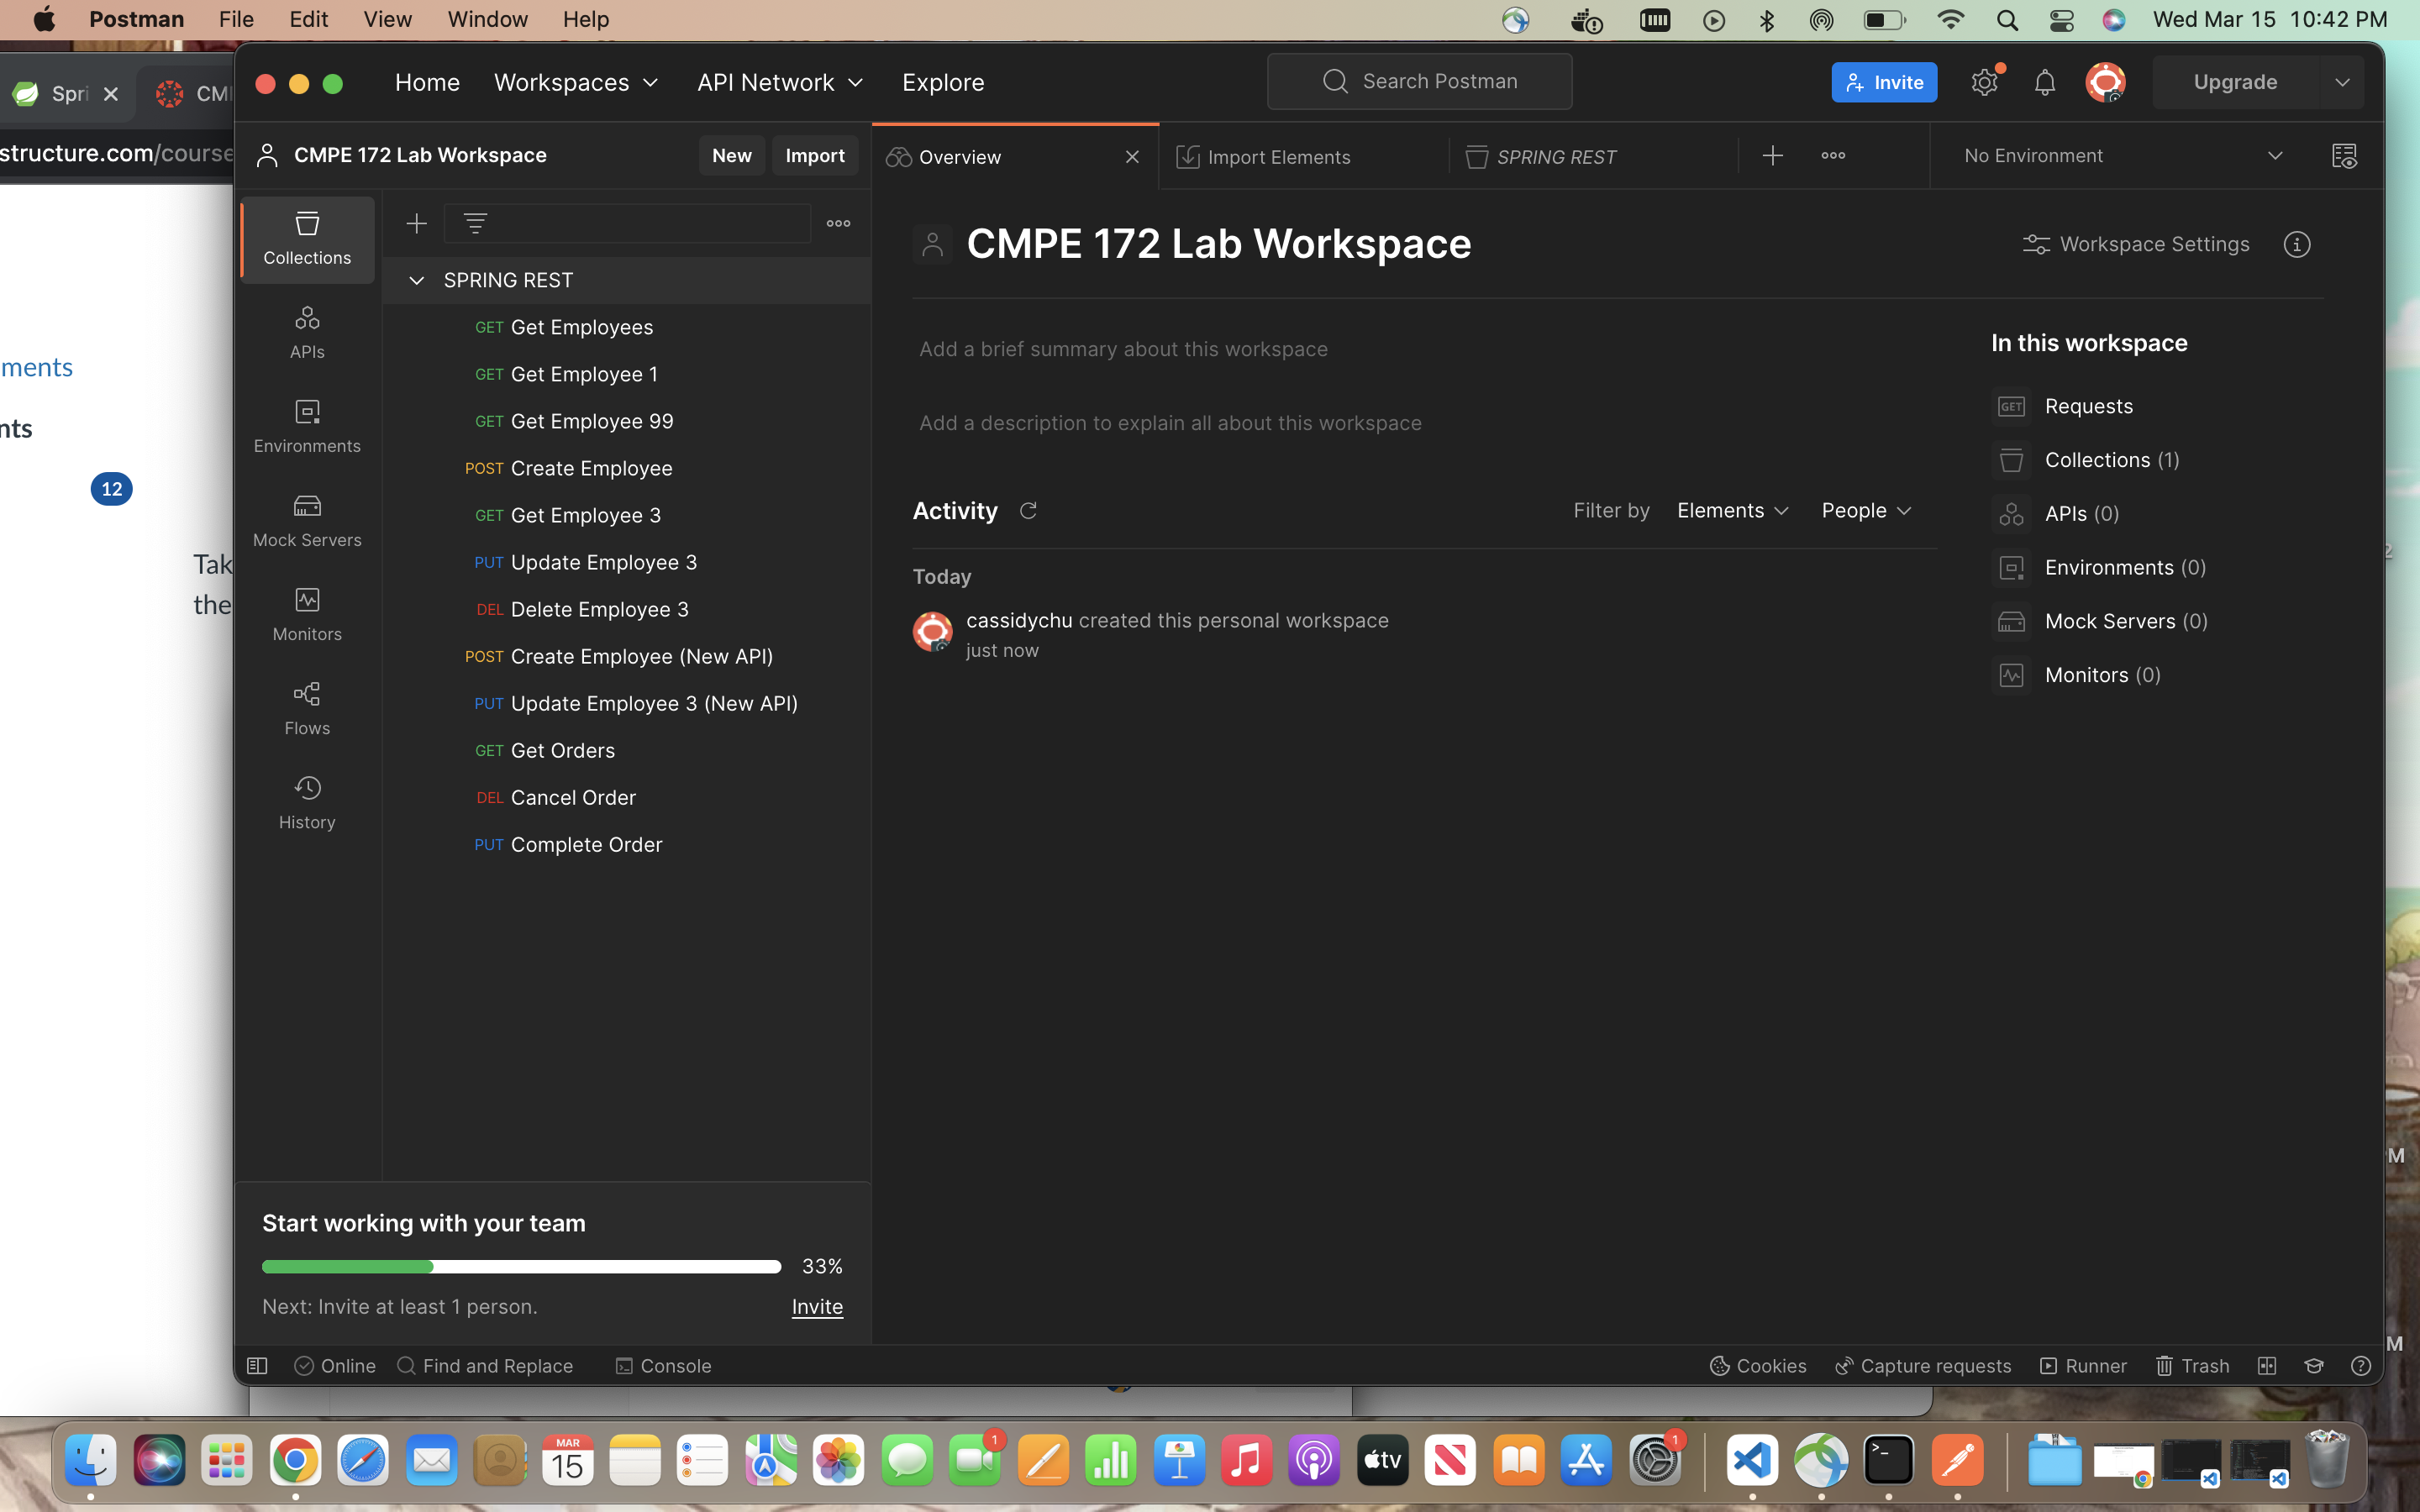 Postman File Edit View Window Help
Wed Mar 15 10:42 PM
Spri
CM
structure.com/course
ments
nts
12
Tak
the
Home Workspaces API Network Explore
Search Postman
Invite
Upgrade
CMPE 172 Lab Workspace
New Import
Overview
Import Elements
SPRING REST
No Environment
Collections
APIs
Environments
Mock Servers
Monitors
Flows
History
SPRING REST
GET Get Employees
GET Get Employee 1
GET Get Employee 99
POST Create Employee
GET Get Employee 3
PUT Update Employee 3
DEL Delete Employee 3
POST Create Employee (New API)
PUT Update Employee 3 (New API)
GET Get Orders
DEL Cancel Order
PUT Complete Order
Start working with your team
33%
Next: Invite at least 1 person.
Invite
CMPE 172 Lab Workspace
Workspace Settings
Add a brief summary about this workspace
Add a description to explain all about this workspace
Activity
Filter by Elements People
Today
cassidychu created this personal workspace
just now
In this workspace
GET Requests
Collections (1)
APIs (0)
Environments (0)
Mock Servers (0)
Monitors (0)
Online Find and Replace Console
Cookies Capture requests Runner Trash
2
M
M
MAR
15
1
tv
1